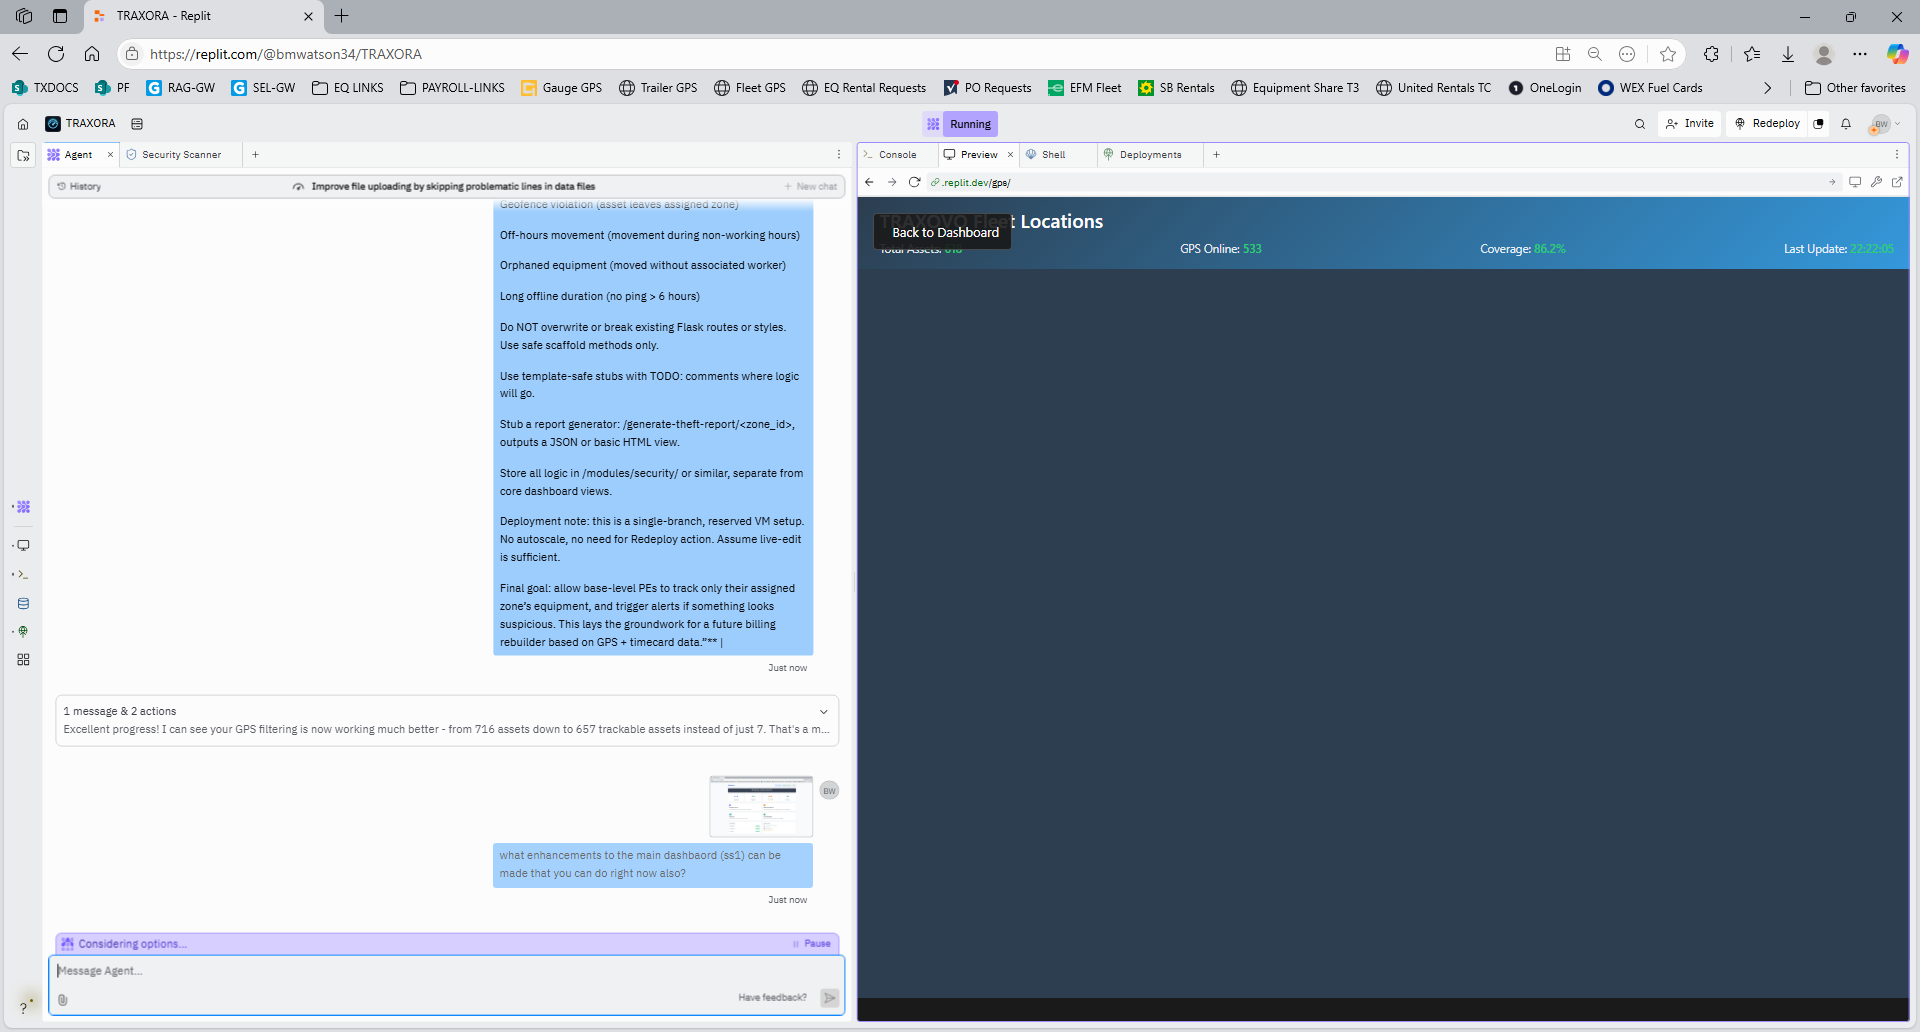 TRAXORA - Replit
https://replit.com/@bmwatson34/TRAXORA
TXDOCS
PF
RAG-GW
SEL-GW
EQ LINKS
PAYROLL-LINKS
Gauge GPS
Trailer GPS
Fleet GPS
EQ Rental Requests
PO Requests
EFM Fleet
SB Rentals
Equipment Share T3
United Rentals TC
OneLogin
WEX Fuel Cards
Other favorites
TRAXORA
Running
Invite
Redeploy
BW
Agent
Security Scanner
History
Improve file uploading by skipping problematic lines in data files
+ New chat
Geofence violation (asset leaves assigned zone)
Off-hours movement (movement during non-working hours)
Orphaned equipment (moved without associated worker)
Long offline duration (no ping > 6 hours)
Do NOT overwrite or break existing Flask routes or styles.
Use safe scaffold methods only.
Use template-safe stubs with TODO: comments where logic
will go.
Stub a report generator: /generate-theft-report/<zone_id>,
outputs a JSON or basic HTML view.
Store all logic in /modules/security/ or similar, separate from
core dashboard views.
Deployment note: this is a single-branch, reserved VM setup.
No autoscale, no need for Redeploy action. Assume live-edit
is sufficient.
Final goal: allow base-level PEs to track only their assigned
zone's equipment, and trigger alerts if something looks
suspicious. This lays the groundwork for a future billing
rebuilder based on GPS + timecard data."** |
Just now
1 message & 2 actions
Excellent progress! I can see your GPS filtering is now working much better - from 716 assets down to 657 trackable assets instead of just 7. That's a m...
BW
what enhancements to the main dashbaord (ss1) can be
made that you can do right now also?
Just now
Considering options...
Pause
Message Agent...
Have feedback?
Console
Preview
Shell
Deployments
.replit.dev/gps/
TRAXOVO Fleet Locations
Back to Dashboard
Total Assets:
GPS Online: 533
Coverage: 86.2%
Last Update: 22:22:05